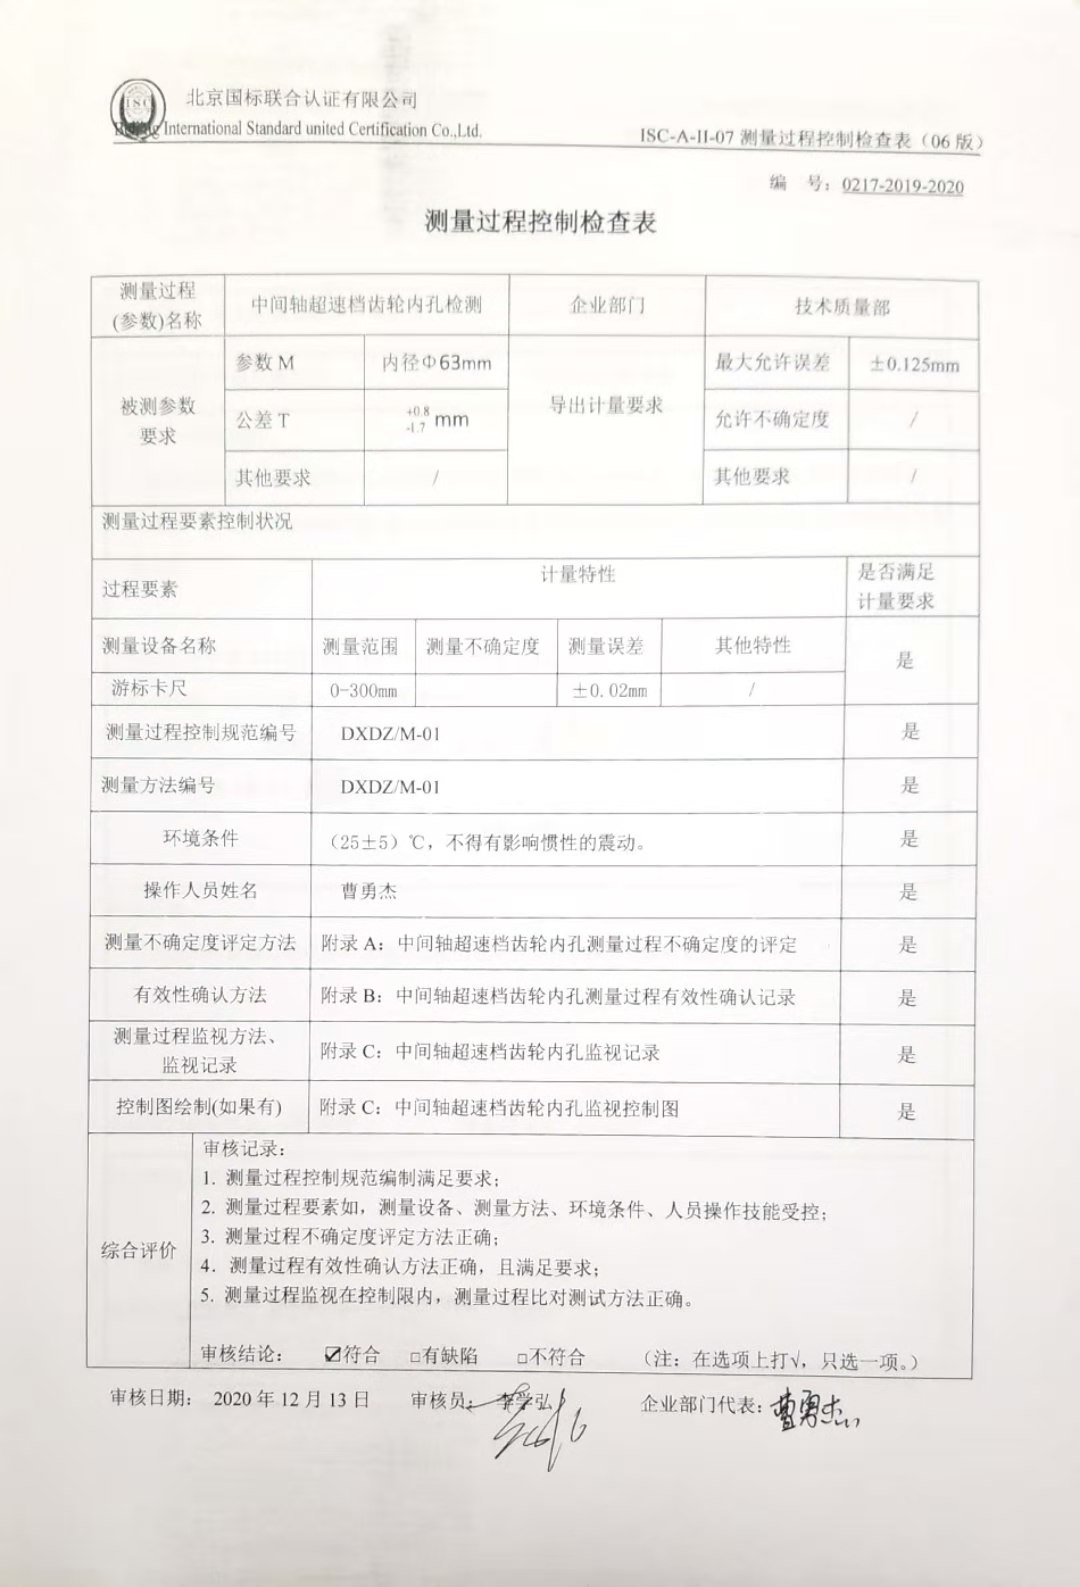 ISC
北京国标联合认证有限公司
International Standard united Certification Co.,Ltd.
ISC-A-II-07 测量过程控制检查表（06 版）
编 号：0217-2019-2020
测量过程控制检查表
测量过程
(参数)名称
中间轴超速档齿轮内孔检测
企业部门
技术质量部
被测参数
要求
参数 M
内径Φ63mm
导出计量要求
最大允许误差
±0.125mm
公差 T
+0.8
-1.7 mm
允许不确定度
/
其他要求
/
其他要求
/
测量过程要素控制状况
过程要素
计量特性
是否满足
计量要求
测量设备名称
测量范围
测量不确定度
测量误差
其他特性
是
游标卡尺
0-300mm
±0.02mm
/
测量过程控制规范编号
DXDZ/M-01
是
测量方法编号
DXDZ/M-01
是
环境条件
（25±5）℃，不得有影响惯性的震动。
是
操作人员姓名
曹勇杰
是
测量不确定度评定方法
附录 A：中间轴超速档齿轮内孔测量过程不确定度的评定
是
有效性确认方法
附录 B：中间轴超速档齿轮内孔测量过程有效性确认记录
是
测量过程监视方法、
监视记录
附录 C：中间轴超速档齿轮内孔监视记录
是
控制图绘制(如果有)
附录 C：中间轴超速档齿轮内孔监视控制图
是
综合评价
审核记录：
1. 测量过程控制规范编制满足要求；
2. 测量过程要素如，测量设备、测量方法、环境条件、人员操作技能受控；
3. 测量过程不确定度评定方法正确；
4. 测量过程有效性确认方法正确，且满足要求；
5. 测量过程监视在控制限内，测量过程比对测试方法正确。
审核结论： ☑符合 □有缺陷 □不符合 （注：在选项上打√，只选一项。）
审核日期： 2020 年 12 月 13 日 审核员： 李学弘 企业部门代表：曹勇杰